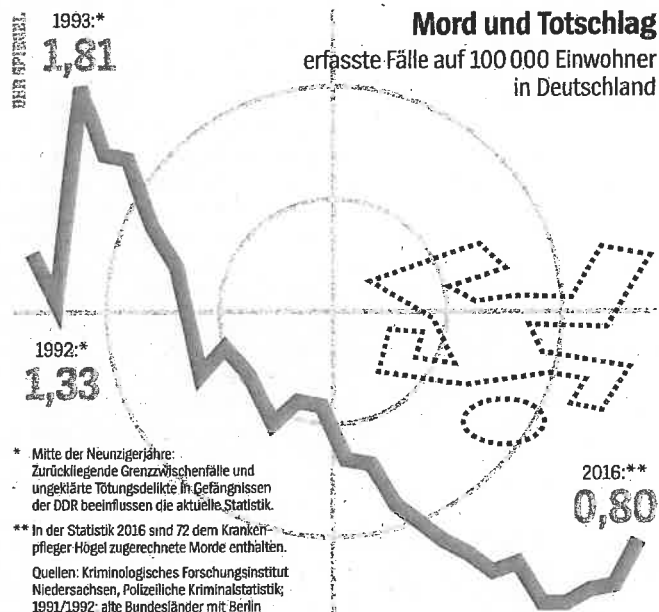 DER SPIEGEL
Mord und Totschlag
erfasste Fälle auf 100 000 Einwohner
in Deutschland
1993:*
1,81
1992:*
1,33
2016:**
0,80
* Mitte der Neunzigerjahre:
Zurückliegende Grenzzwischenfälle und
ungeklärte Tötungsdelikte in Gefängnissen
der DDR beeinflussen die aktuelle Statistik.
** In der Statistik 2016 sind 72 dem Kranken-
pfleger Högel zugerechnete Morde enthalten.
Quellen: Kriminologisches Forschungsinstitut
Niedersachsen, Polizeiliche Kriminalstatistik;
1991/1992: alte Bundesländer mit Berlin